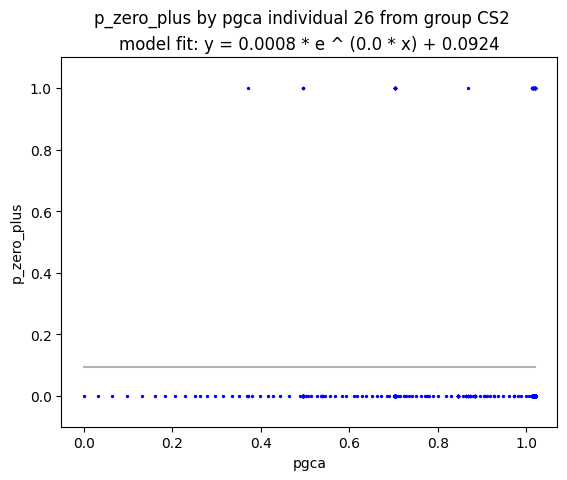 p_zero_plus by pgca individual 26 from group CS2
model fit: y = 0.0008 * e ^ (0.0 * x) + 0.0924
1.0
0.8
0.6
0.4
0.2
0.0
p_zero_plus
0.0 0.2 0.4 0.6 0.8 1.0
pgca